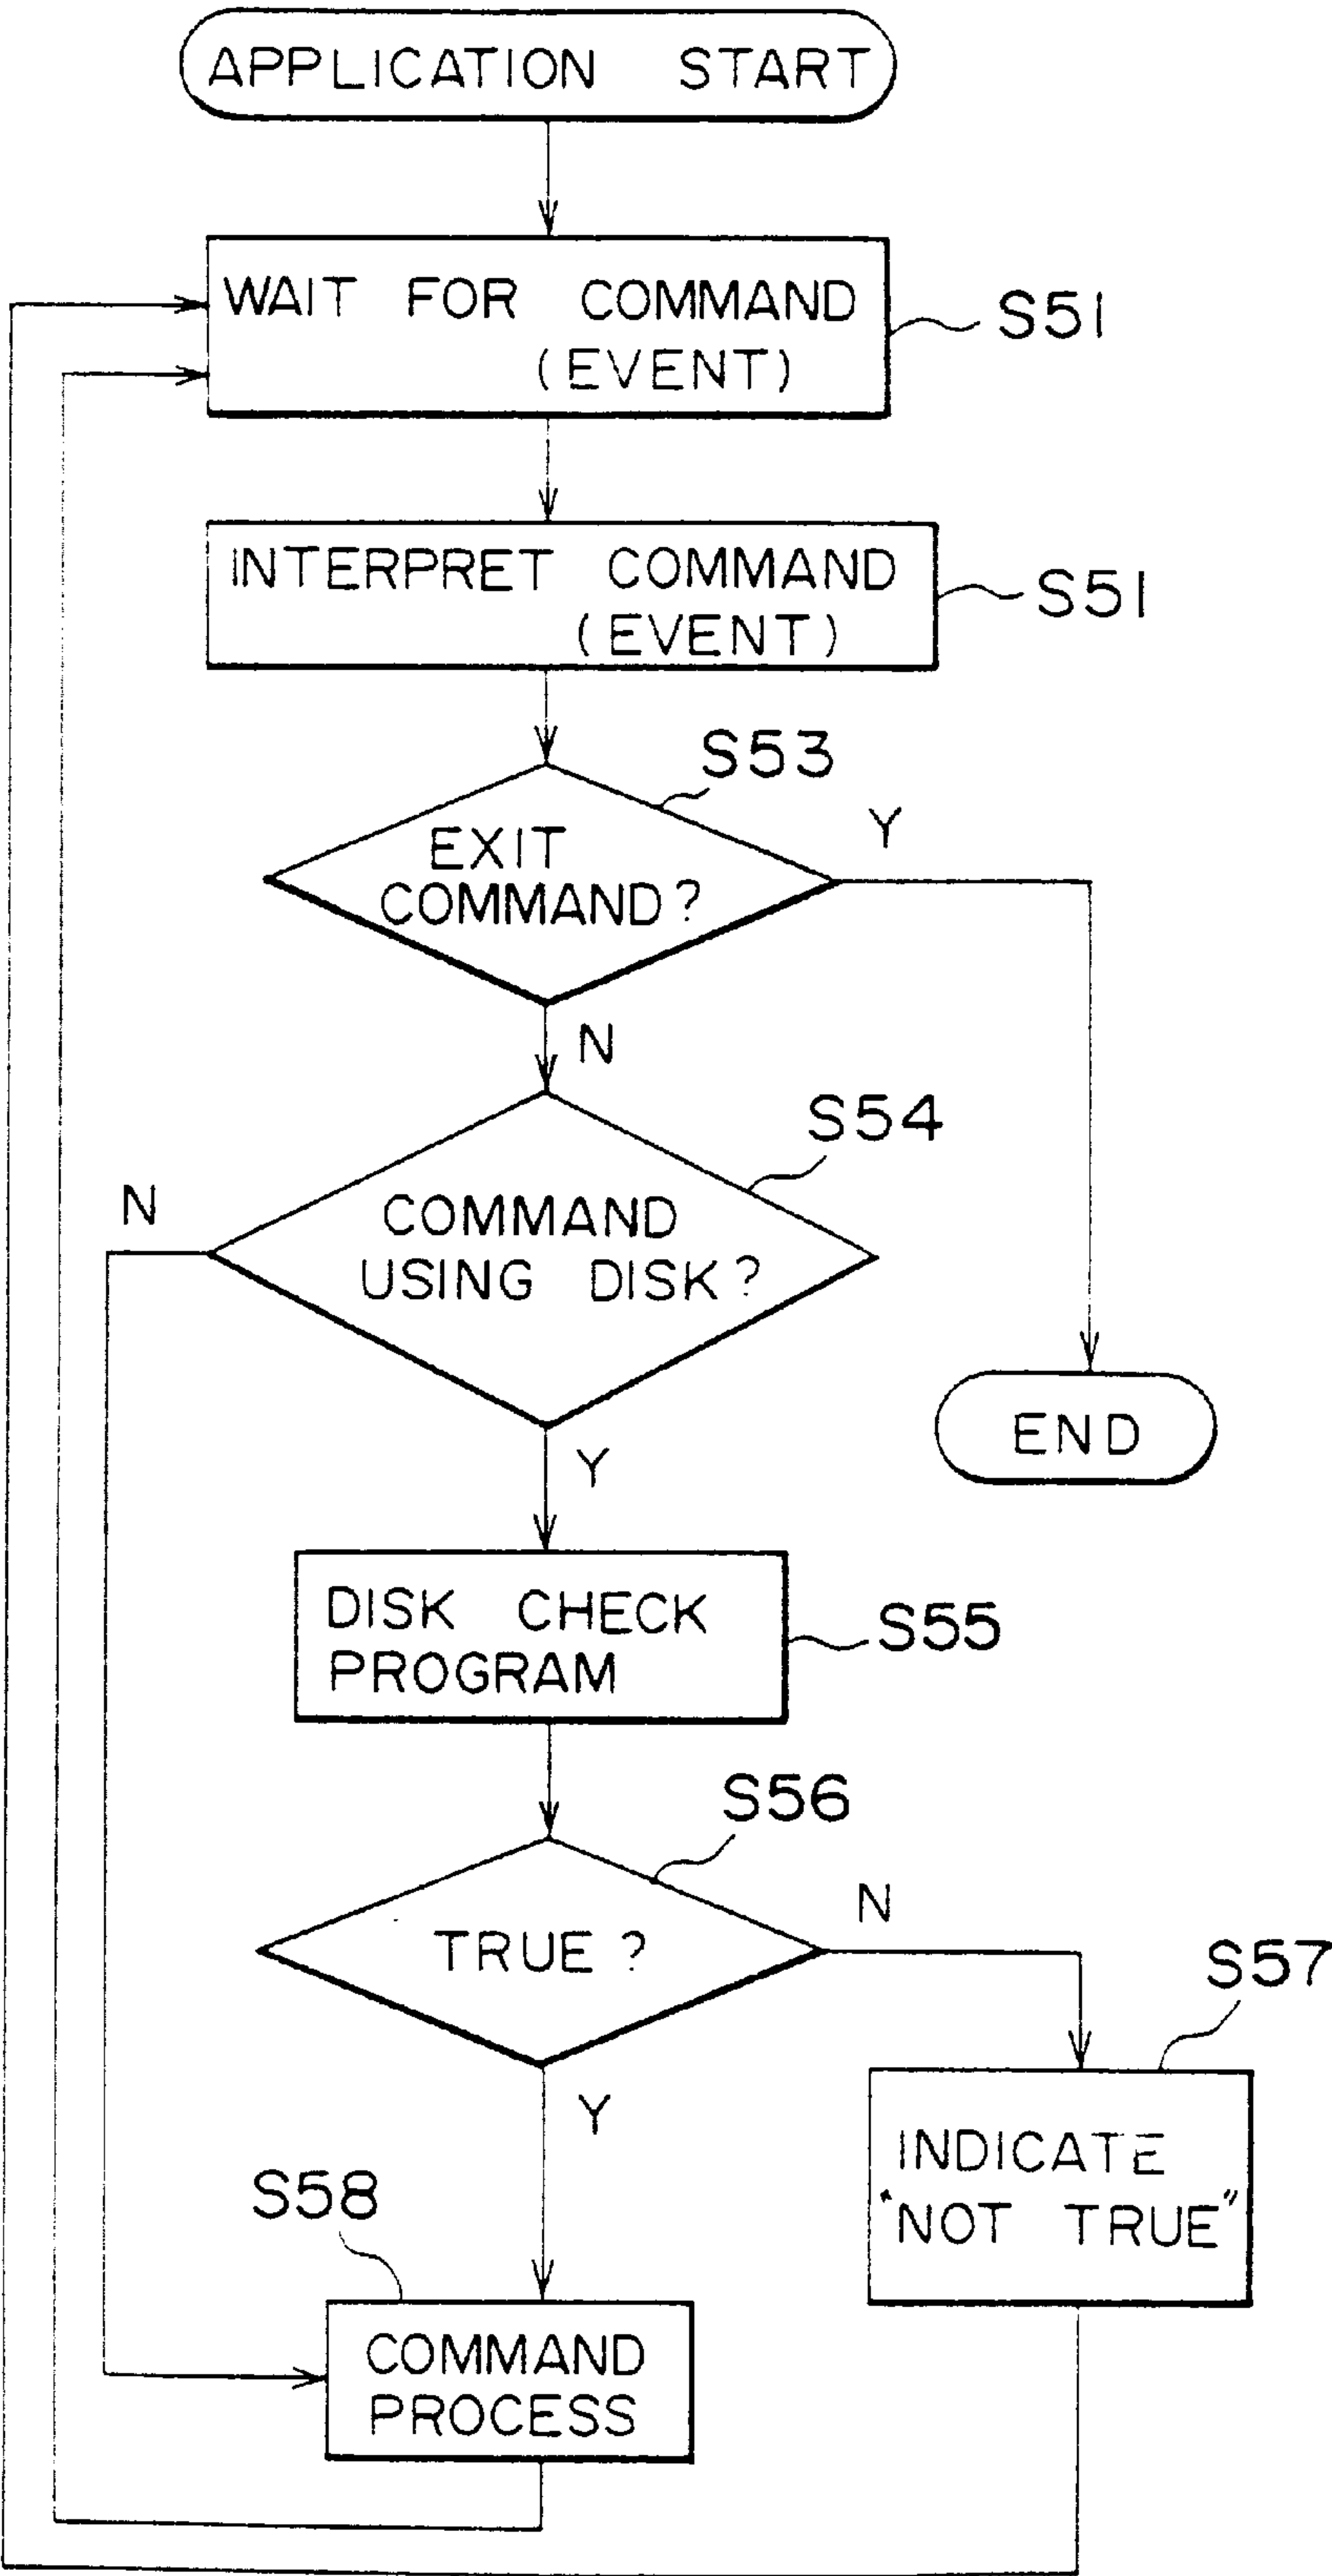 APPLICATION START
WAIT FOR COMMAND
(EVENT)
S51
INTERPRET COMMAND
(EVENT)
S51
S53
EXIT
COMMAND?
Y
N
S54
N
COMMAND
USING DISK?
END
Y
DISK CHECK
PROGRAM
S55
S56
TRUE?
N
S57
Y
INDICATE
"NOT TRUE"
S58
COMMAND
PROCESS